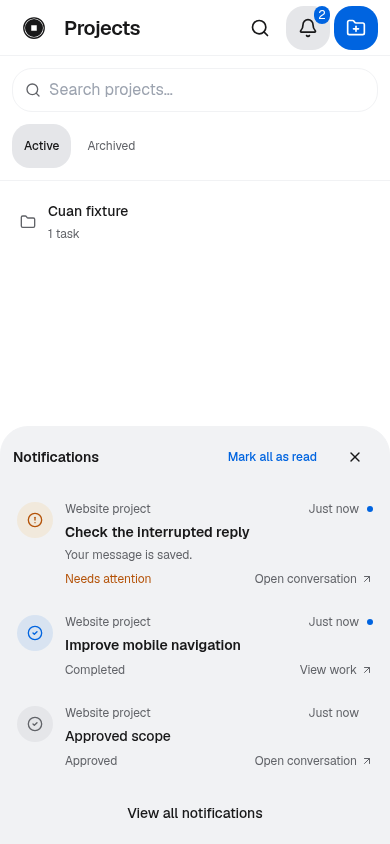 Projects
2
Search projects...
Active
Archived
Cuan fixture
1 task
Notifications
Mark all as read
Website project
Just now
Check the interrupted reply
Your message is saved.
Needs attention
Open conversation
Website project
Just now
Improve mobile navigation
Completed
View work
Website project
Just now
Approved scope
Approved
Open conversation
View all notifications